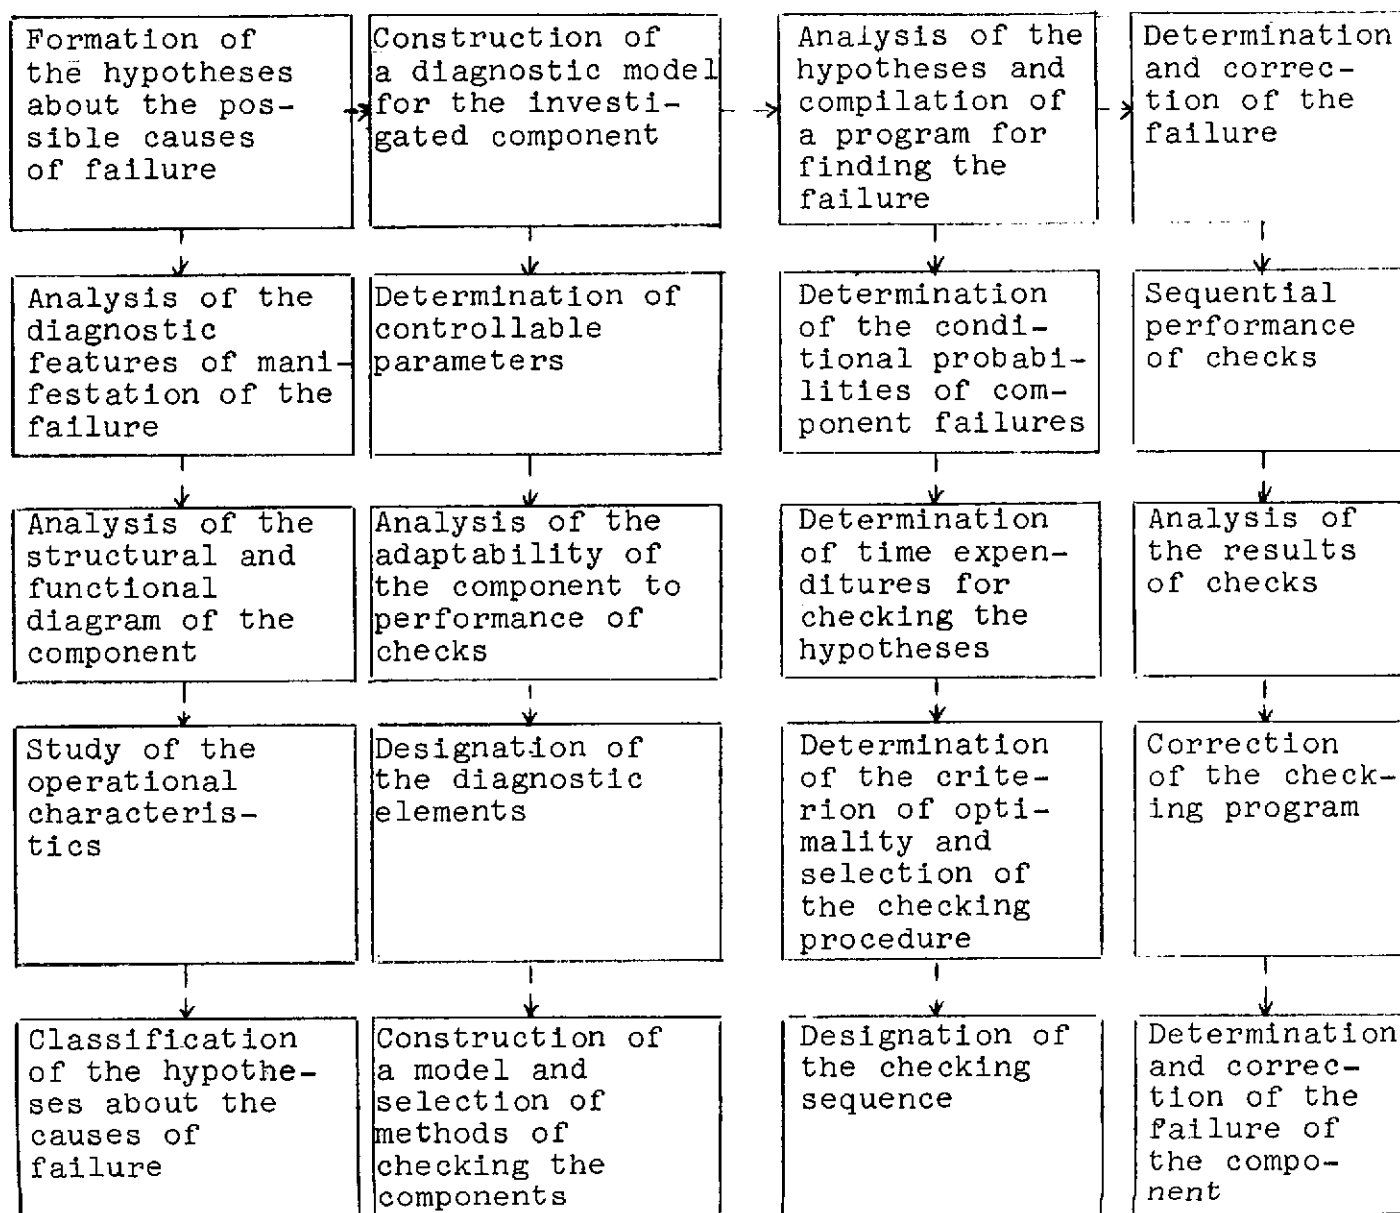 Formation of
the hypotheses
about the pos-
sible causes
of failure
Construction of
a diagnostic model
for the investi-
gated component
Analysis of the
hypotheses and
compilation of
a program for
finding the
failure
Determination
and correc-
tion of the
failure
Analysis of the
diagnostic
features of mani-
festation of the
failure
Determination of
controllable
parameters
Determination
of the condi-
tional probabi-
lities of com-
ponent failures
Sequential
performance
of checks
Analysis of the
structural and
functional
diagram of the
component
Analysis of the
adaptability of
the component to
performance of
checks
Determination
of time expen-
ditures for
checking the
hypotheses
Analysis of
the results
of checks
Study of the
operational
characteris-
tics
Designation of
the diagnostic
elements
Determination
of the crite-
rion of opti-
mality and
selection of
the checking
procedure
Correction
of the check-
ing program
Classification
of the hypothe-
ses about the
causes of
failure
Construction of
a model and
selection of
methods of
checking the
components
Designation of
the checking
sequence
Determination
and correc-
tion of the
failure of
the compo-
nent